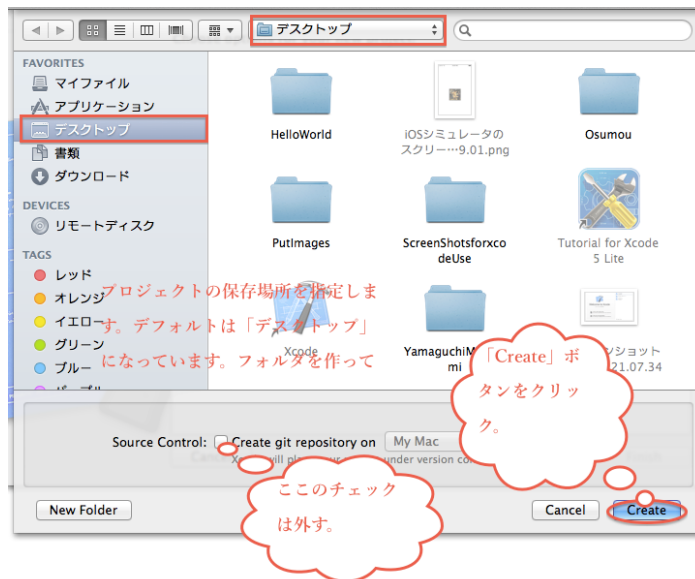 デスクトップ
FAVORITES
マイファイル
アプリケーション
デスクトップ
書類
ダウンロード
DEVICES
リモートディスク
TAGS
レッド
オレンジ
イエロー
グリーン
ブルー
HelloWorld
iOSシミュレータの
スクリー…9.01.png
Osumou
PutImages
ScreenShotsforxco
deUse
Tutorial for Xcode
5 Lite
Xcode
プロジェクトの保存場所を指定しま
す。デフォルトは「デスクトップ」
になっています。フォルダを作って
「Create」ボ
タンをクリッ
ク。
Source Control:
Create git repository on
My Mac
under version
ここのチェック
は外す。
New Folder
Cancel
Create